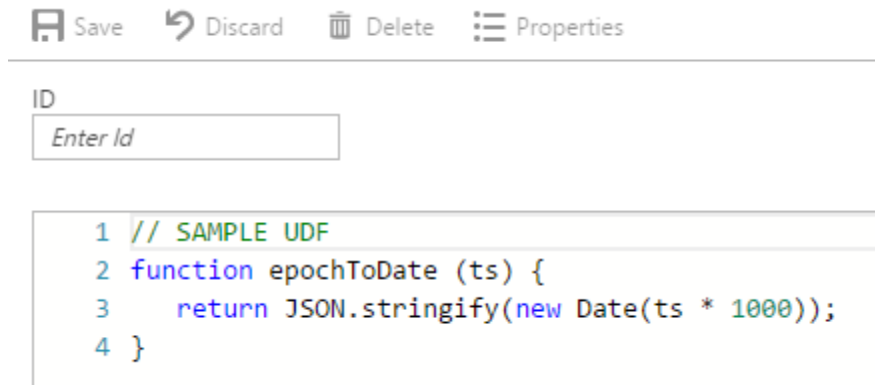 Save Discard Delete Properties
ID
Enter Id
1 // SAMPLE UDF
2 function epochToDate (ts) {
3    return JSON.stringify(new Date(ts * 1000));
4 }